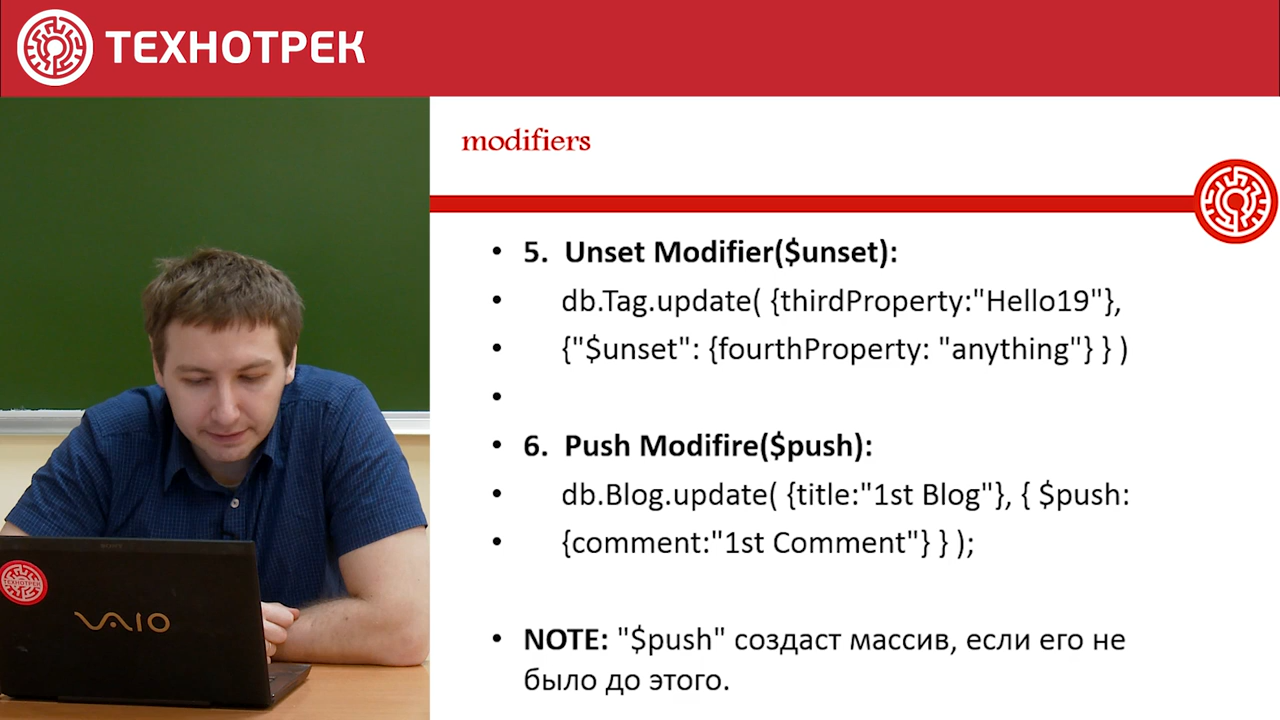 ТЕХНОТРЕК
modifiers
• 5. Unset Modifier($unset):
• db.Tag.update( {thirdProperty:"Hello19"},
• {"$unset": {fourthProperty: "anything"} } )
•
• 6. Push Modifire($push):
• db.Blog.update( {title:"1st Blog"}, { $push:
• {comment:"1st Comment"} } );
• NOTE: "$push" создаст массив, если его не
было до этого.
ТЕХНОТРЕК
VAIO